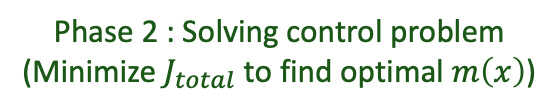 Phase 2 : Solving control problem
(Minimize J_total to find optimal m(x))